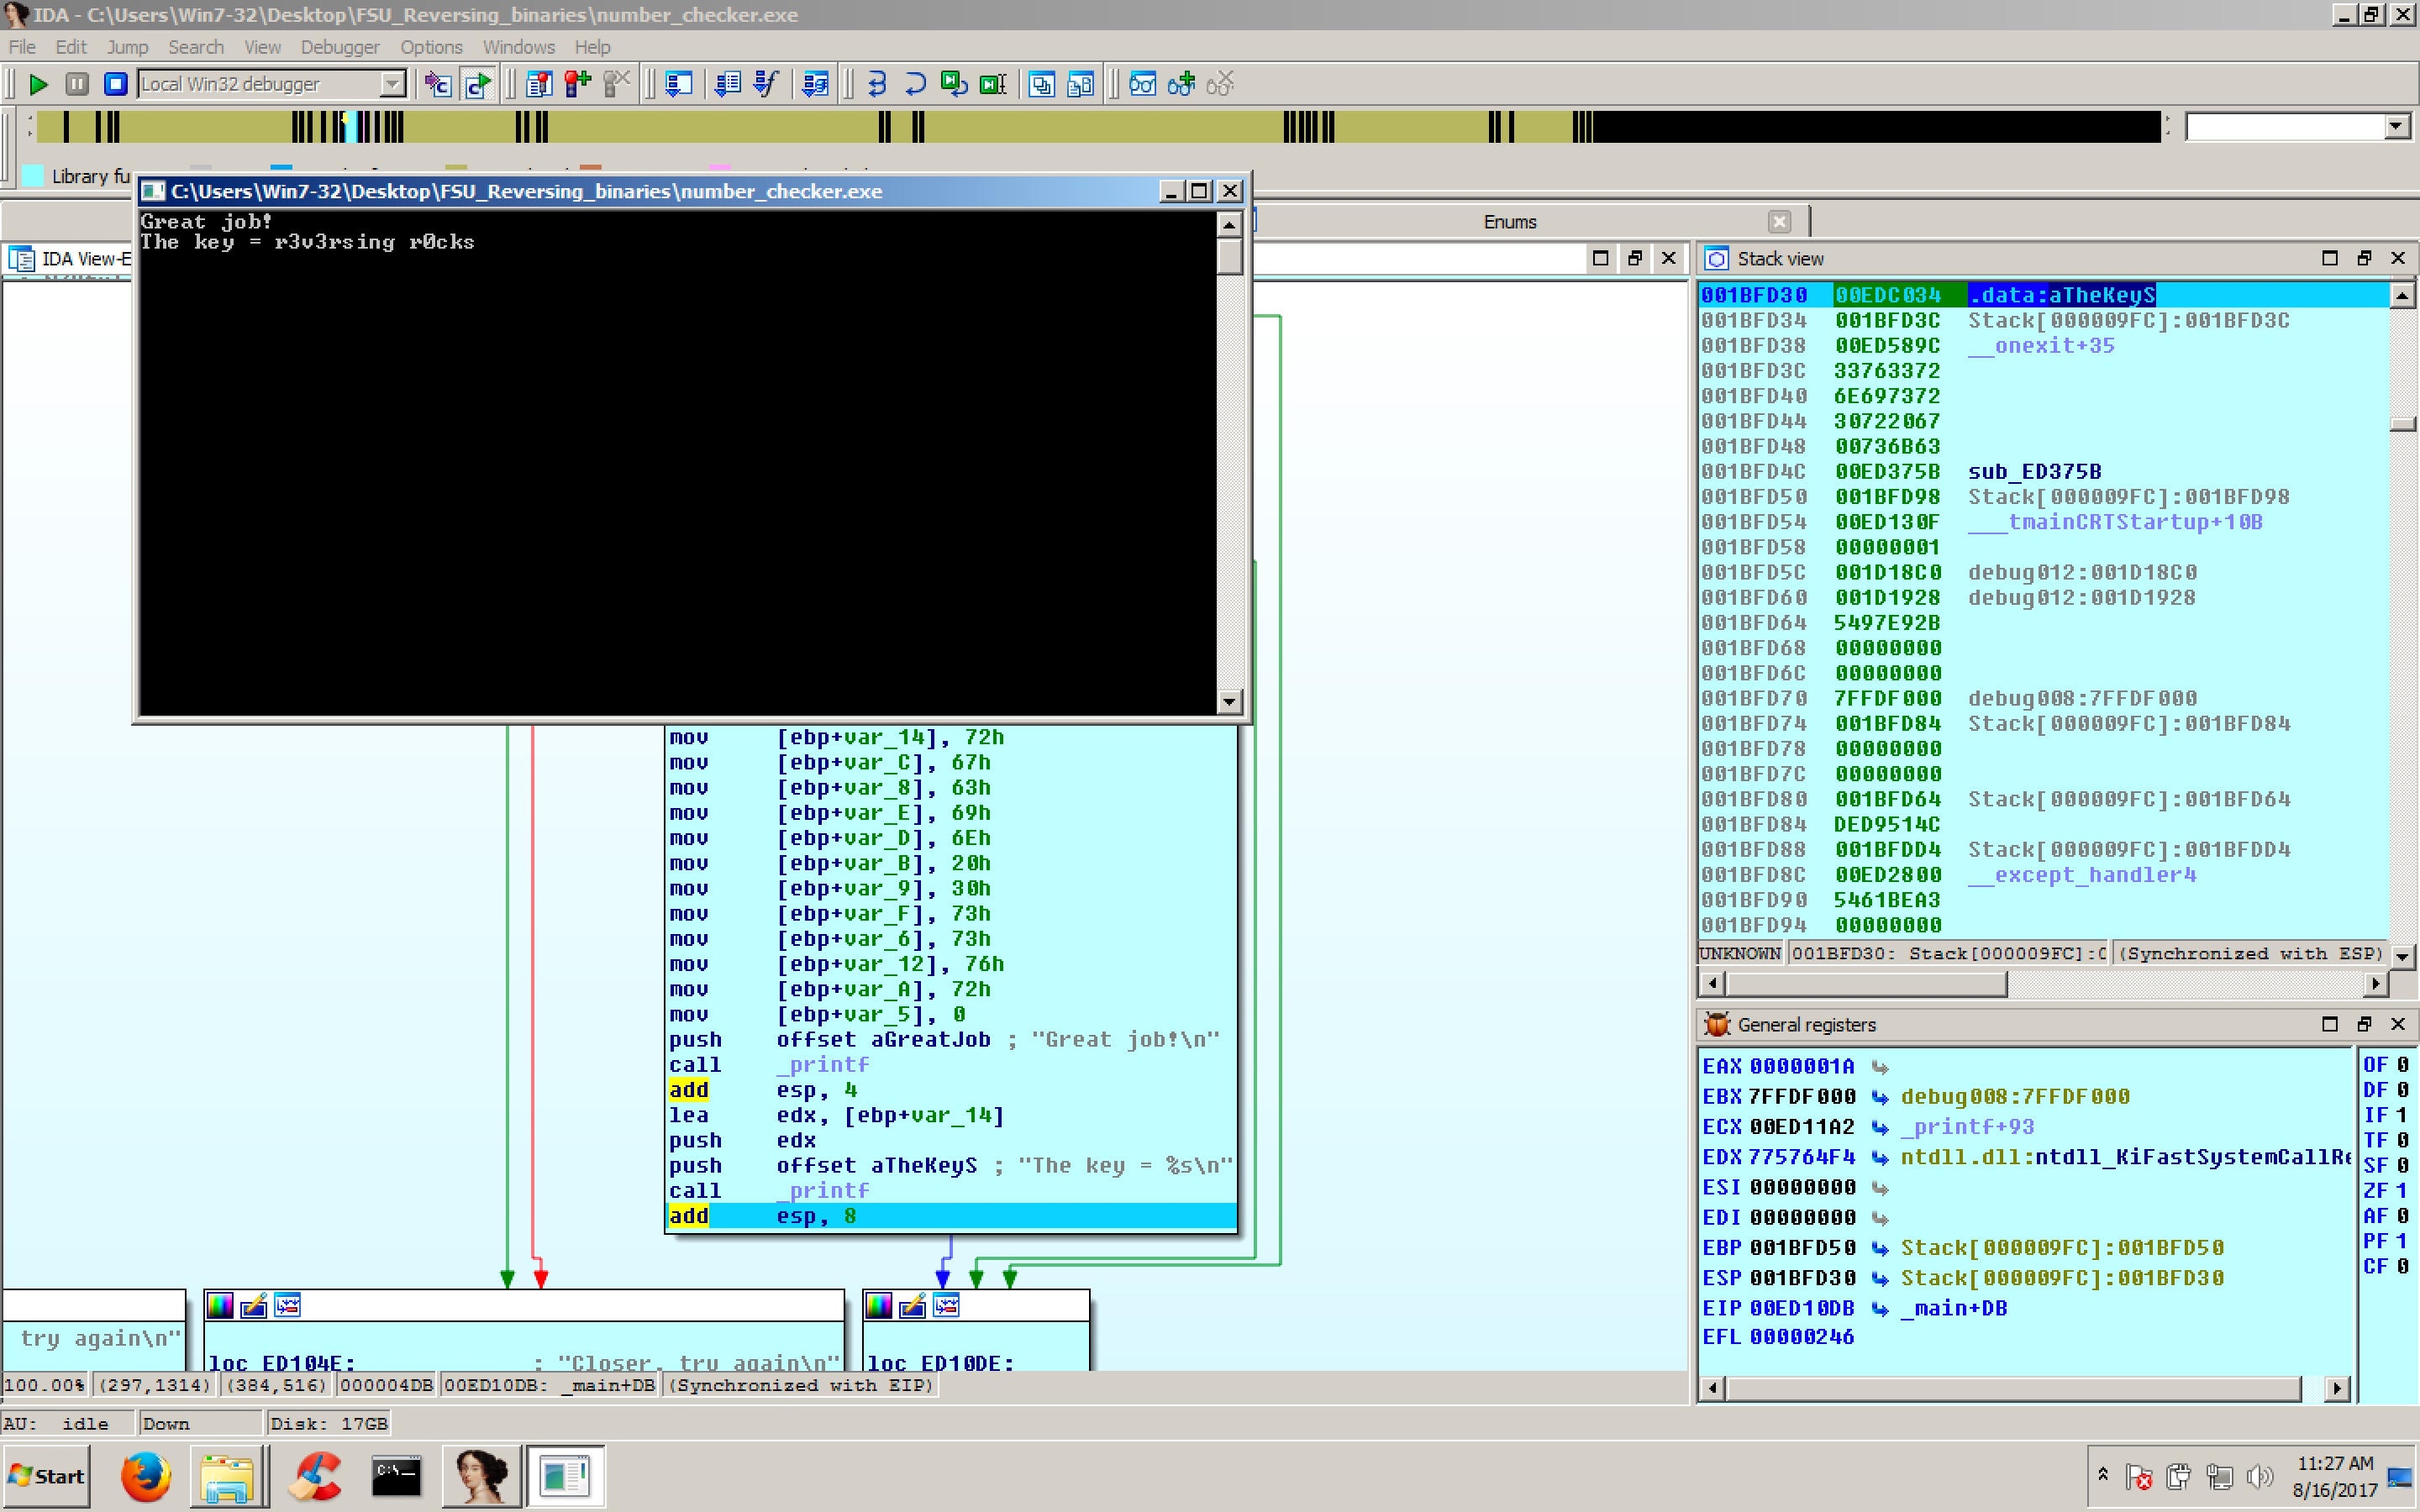 IDA - C:\Users\Win7-32\Desktop\FSU_Reversing_binaries\number_checker.exe
File Edit Jump Search View Debugger Options Windows Help
Local Win32 debugger
Library fu
C:\Users\Win7-32\Desktop\FSU_Reversing_binaries\number_checker.exe
Great job!
The key = r3v3rsing r0cks
Enums
IDA View-E
mov [ebp+var_14], 72h
mov [ebp+var_C], 67h
mov [ebp+var_8], 63h
mov [ebp+var_E], 69h
mov [ebp+var_D], 6Eh
mov [ebp+var_B], 20h
mov [ebp+var_9], 30h
mov [ebp+var_F], 73h
mov [ebp+var_6], 73h
mov [ebp+var_12], 76h
mov [ebp+var_A], 72h
mov [ebp+var_5], 0
push offset aGreatJob ; "Great job!\n"
call _printf
add esp, 4
lea edx, [ebp+var_14]
push edx
push offset aTheKeyS ; "The key = %s\n"
call _printf
add esp, 8
try again\n"
loc_ED104E: ; "Closer, try again\n"
loc_ED10DE:
100.00% (297,1314) (384,516) 000004DB 00ED10DB: _main+DB (Synchronized with EIP)
Stack view
001BFD30 00EDC034 .data:aTheKeyS
001BFD34 001BFD3C Stack[000009FC]:001BFD3C
001BFD38 00ED589C __onexit+35
001BFD3C 33763372
001BFD40 6E697372
001BFD44 30722067
001BFD48 00736B63
001BFD4C 00ED375B sub_ED375B
001BFD50 001BFD98 Stack[000009FC]:001BFD98
001BFD54 00ED130F ___tmainCRTStartup+10B
001BFD58 00000001
001BFD5C 001D18C0 debug012:001D18C0
001BFD60 001D1928 debug012:001D1928
001BFD64 5497E92B
001BFD68 00000000
001BFD6C 00000000
001BFD70 7FFDF000 debug008:7FFDF000
001BFD74 001BFD84 Stack[000009FC]:001BFD84
001BFD78 00000000
001BFD7C 00000000
001BFD80 001BFD64 Stack[000009FC]:001BFD64
001BFD84 DED9514C
001BFD88 001BFDD4 Stack[000009FC]:001BFDD4
001BFD8C 00ED2800 __except_handler4
001BFD90 5461BEA3
001BFD94 00000000
UNKNOWN 001BFD30: Stack[000009FC]:0 (Synchronized with ESP)
General registers
EAX 0000001A
EBX 7FFDF000 debug008:7FFDF000
ECX 00ED11A2 _printf+93
EDX 775764F4 ntdll.dll:ntdll_KiFastSystemCallRe
ESI 00000000
EDI 00000000
EBP 001BFD50 Stack[000009FC]:001BFD50
ESP 001BFD30 Stack[000009FC]:001BFD30
EIP 00ED10DB _main+DB
EFL 00000246
OF 0
DF 0
IF 1
TF 0
SF 0
ZF 1
AF 0
PF 1
CF 0
AU: idle Down Disk: 17GB
Start
C:\
11:27 AM
8/16/2017